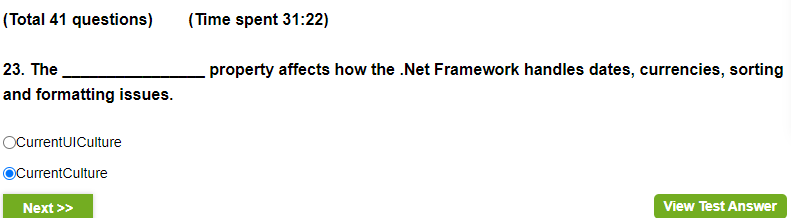 (Total 41 questions) (Time spent 31:22)
23. The ________________ property affects how the .Net Framework handles dates, currencies, sorting
and formatting issues.
CurrentUICulture
CurrentCulture
Next >> View Test Answer